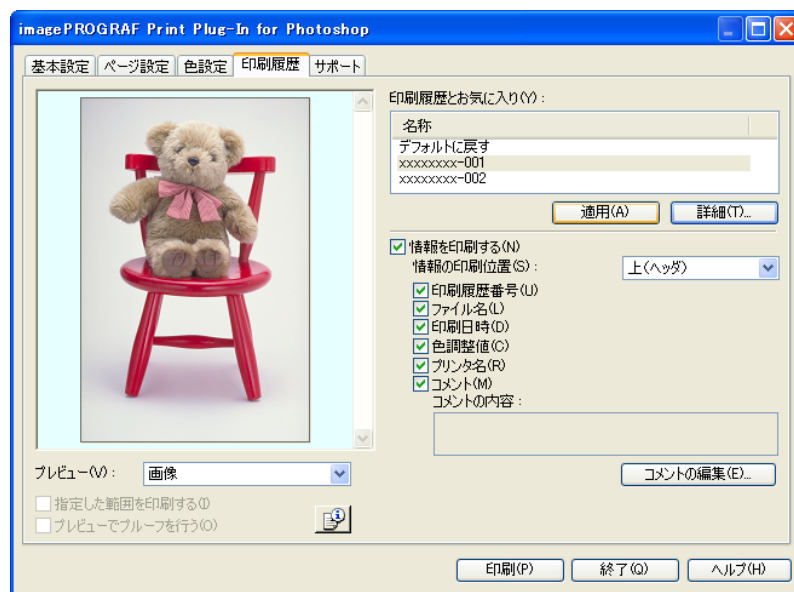 imagePROGRAF Print Plug-In for Photoshop
基本設定 ページ設定 色設定 印刷履歴 サポート
印刷履歴とお気に入り(Y):
名称
デフォルトに戻す
xxxxxxxx-001
xxxxxxxx-002
適用(A) 詳細(T)...
情報を印刷する(N)
情報の印刷位置(S): 上(ヘッダ)
印刷履歴番号(U)
ファイル名(L)
印刷日時(D)
色調整値(C)
プリンタ名(R)
コメント(M)
コメントの内容:
プレビュー(V): 画像
コメントの編集(E)...
指定した範囲を印刷する(I)
プレビューでプルーフを行う(O)
印刷(P) 終了(Q) ヘルプ(H)